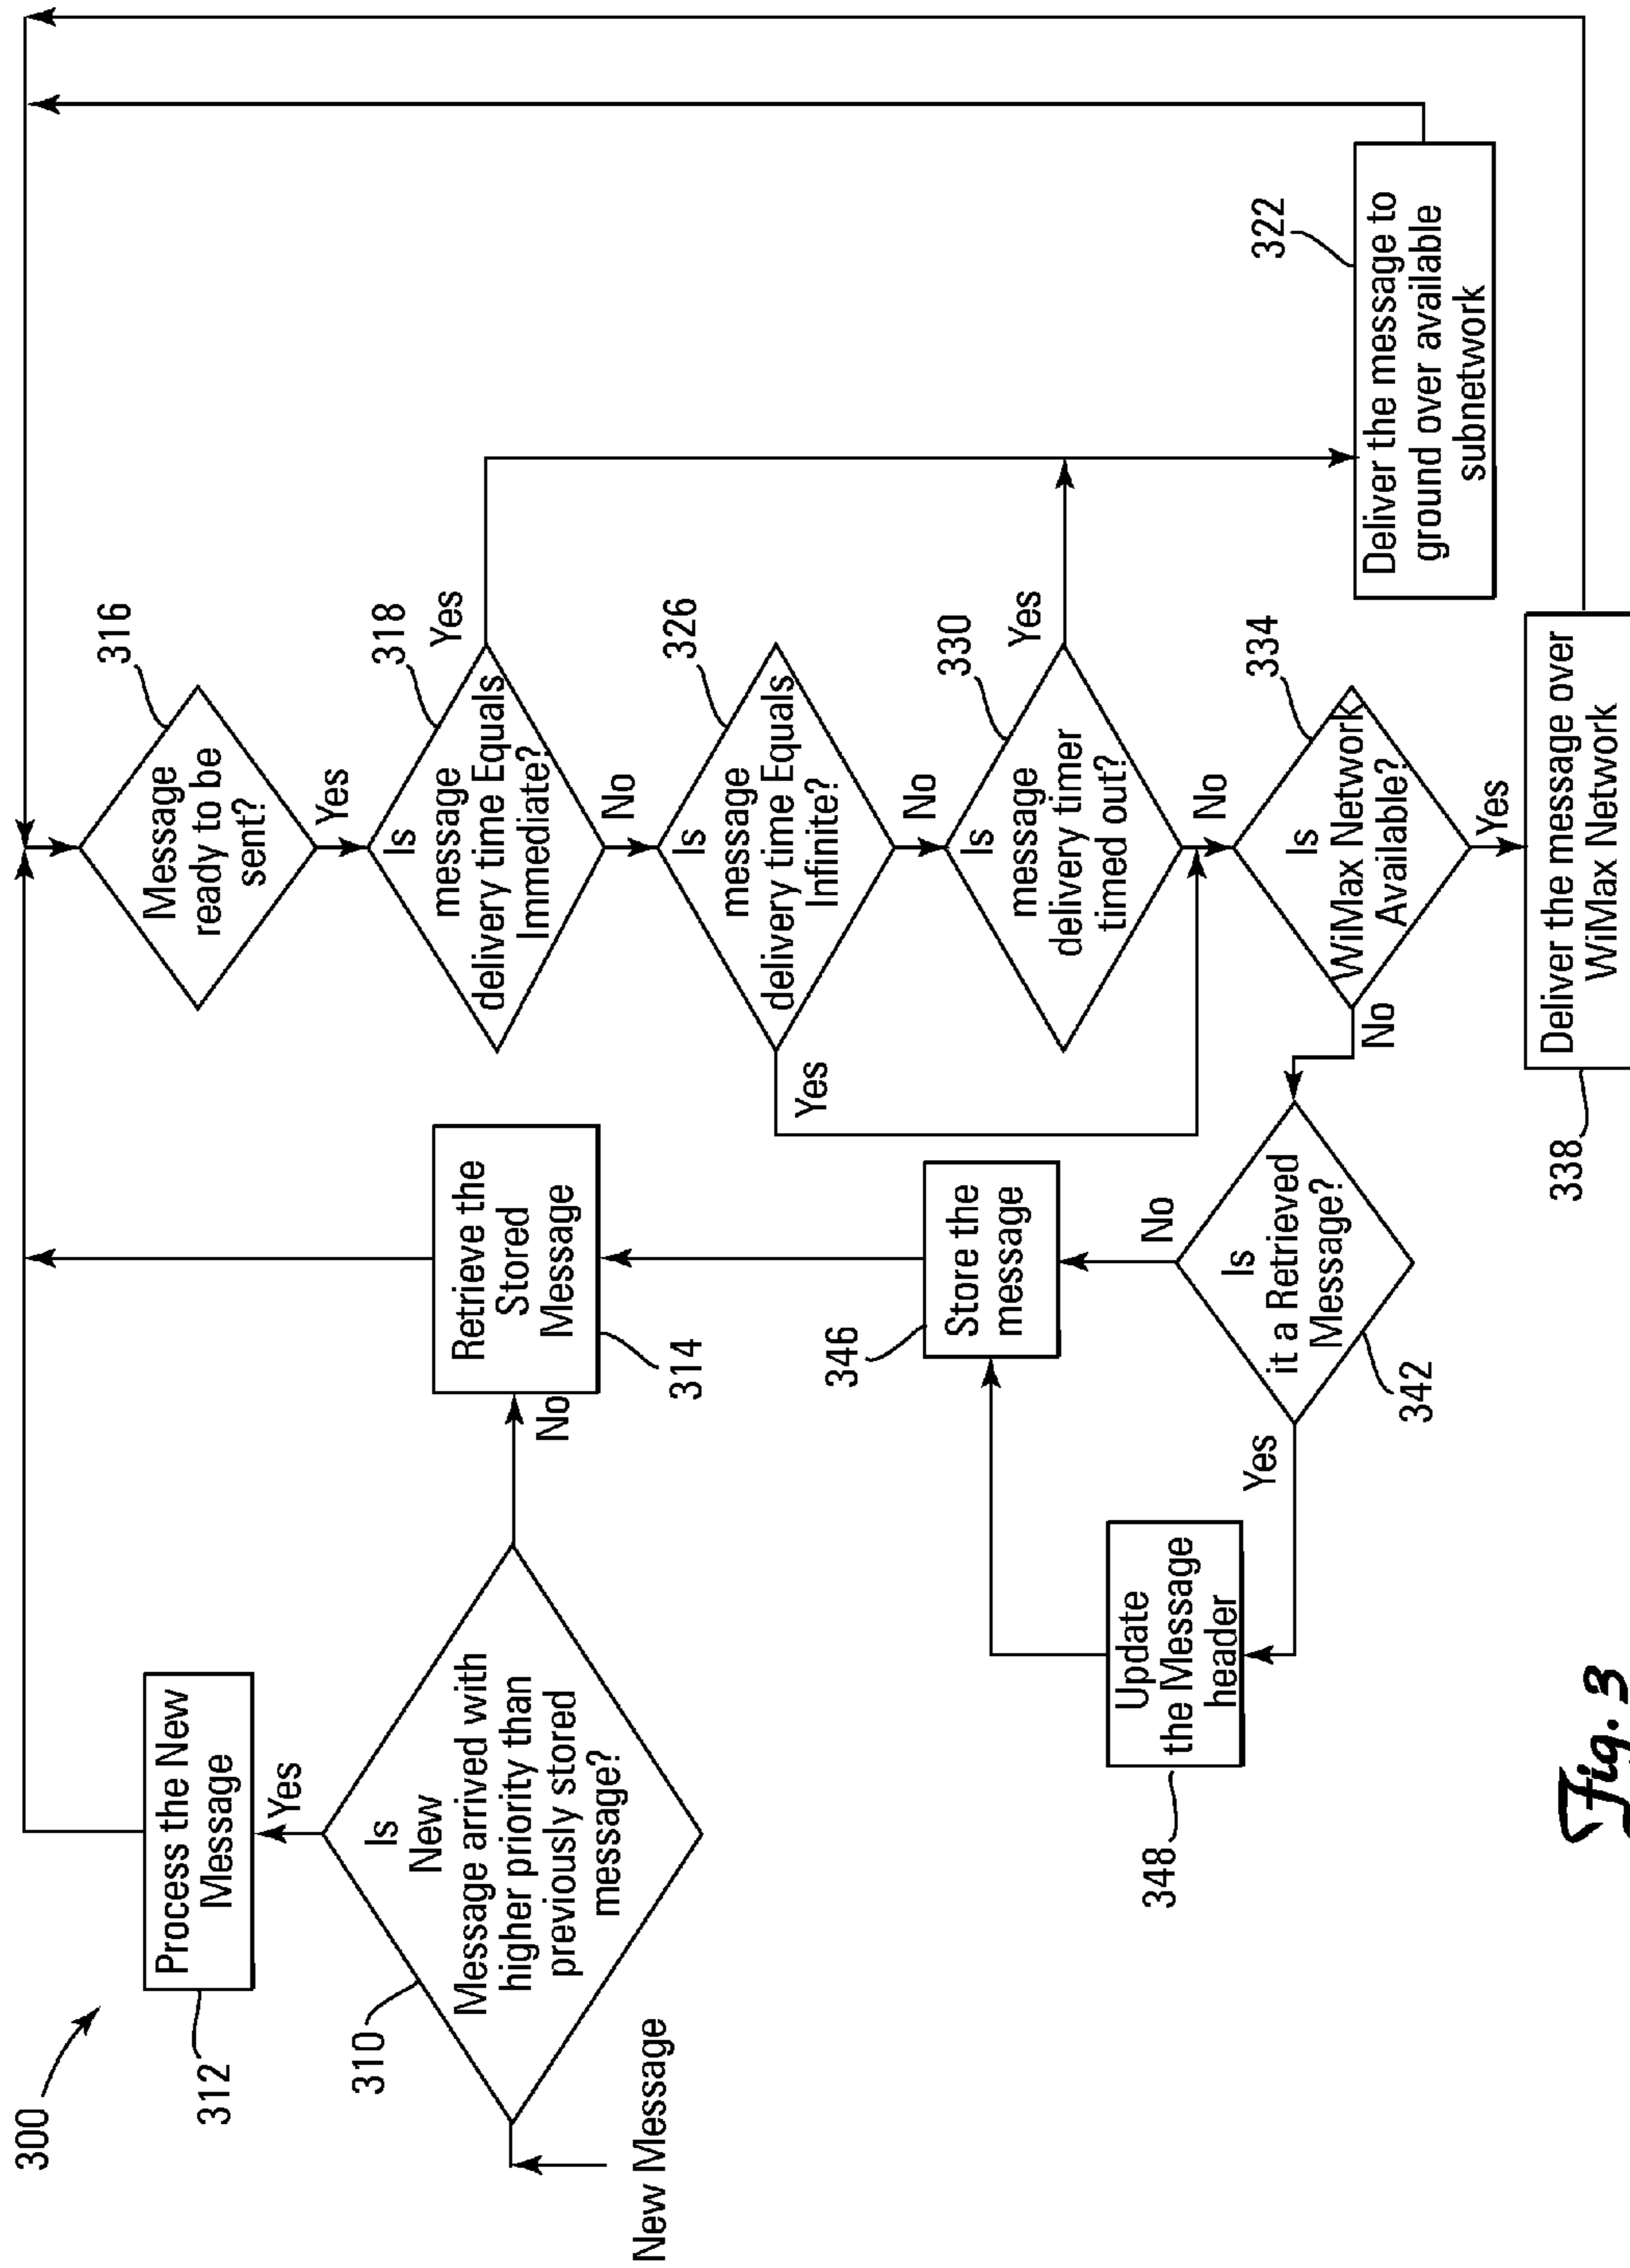 300
312
Process the New
Message
Yes
310
Is
New
Message arrived with
higher priority than
previously stored
message?
New Message
No
Retrieve the
Stored
Message
314
316
Message
ready to be
sent?
Yes
318
Is
message
delivery time Equals
Immediate?
Yes
No
326
Is
message
delivery time Equals
Infinite?
Yes
No
330
Is
message
delivery timer
timed out?
Yes
No
322
Deliver the message to
ground over available
subnetwork
334
Is
WiMax Network
Available?
No
Yes
338
Deliver the message over
WiMax Network
346
Store the
message
No
Is
it a Retrieved
Message?
342
Yes
348
Update
the Message
header
Fig. 3